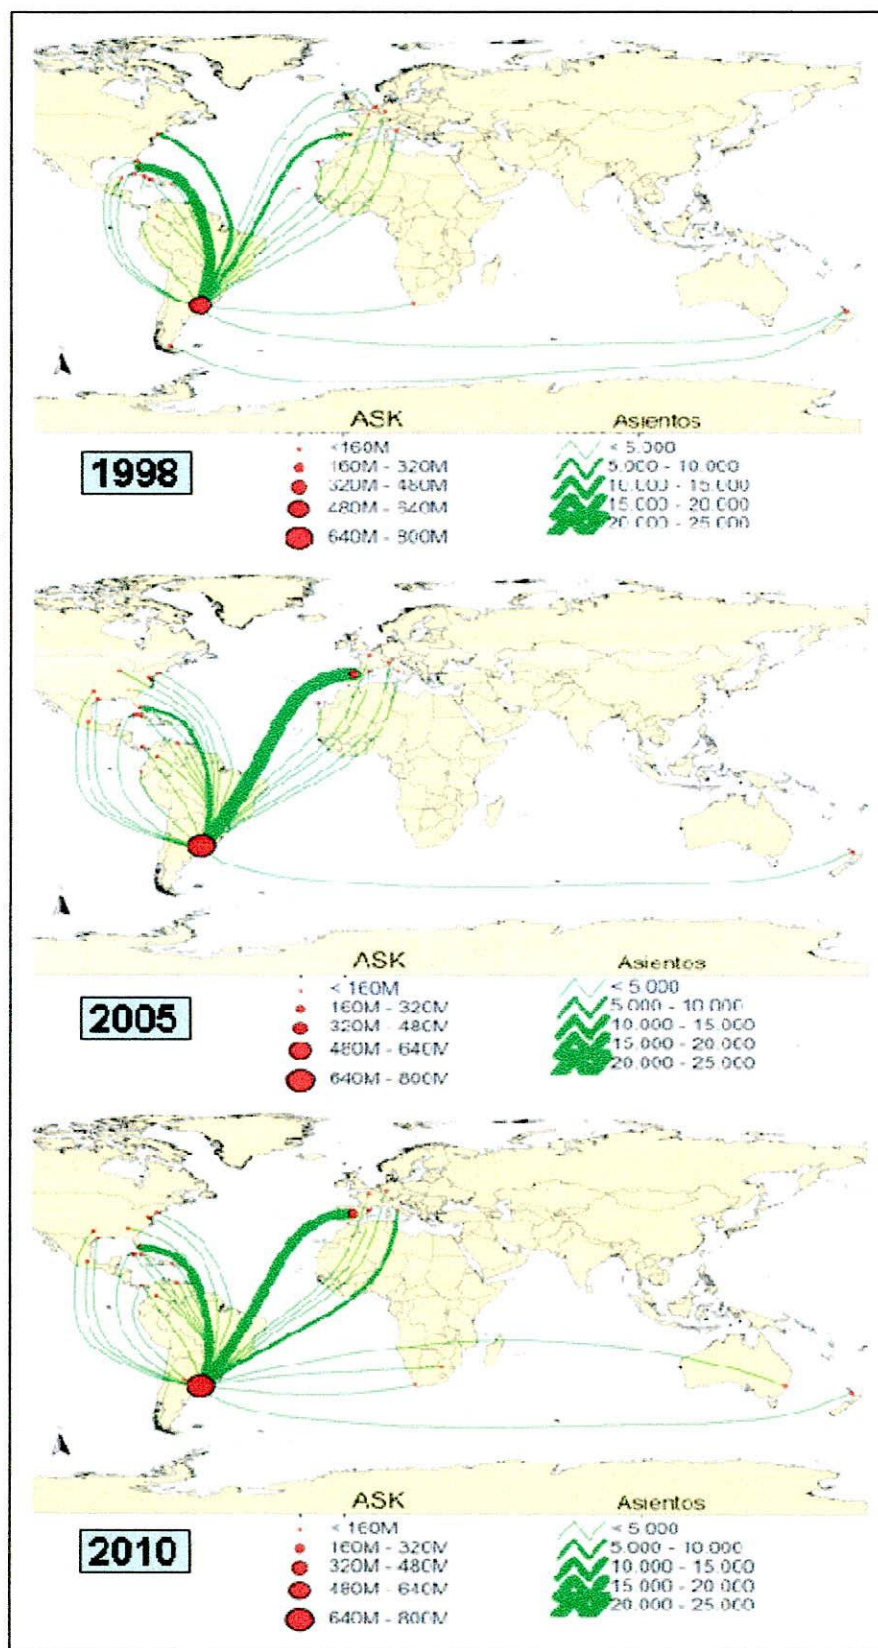 ASK Asientos
1998
<160M < 5.000
160M - 320M 5.000 - 10.000
320M - 480M 10.000 - 15.000
480M - 640M 15.000 - 20.000
640M - 800M 20.000 - 25.000
ASK Asientos
2005
< 160M < 5.000
160M - 320M 5.000 - 10.000
320M - 480M 10.000 - 15.000
480M - 640M 15.000 - 20.000
640M - 800M 20.000 - 25.000
ASK Asientos
2010
< 160M < 5.000
160M - 320M 5.000 - 10.000
320M - 480M 10.000 - 15.000
480M - 640M 15.000 - 20.000
640M - 800M 20.000 - 25.000